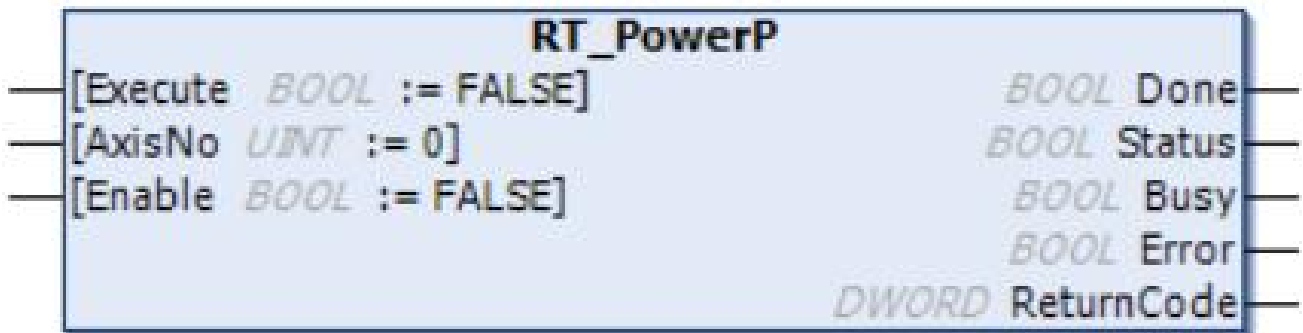 RT_PowerP
[Execute BOOL := FALSE] BOOL Done
[AxisNo UINT := 0] BOOL Status
[Enable BOOL := FALSE] BOOL Busy
BOOL Error
DWORD ReturnCode